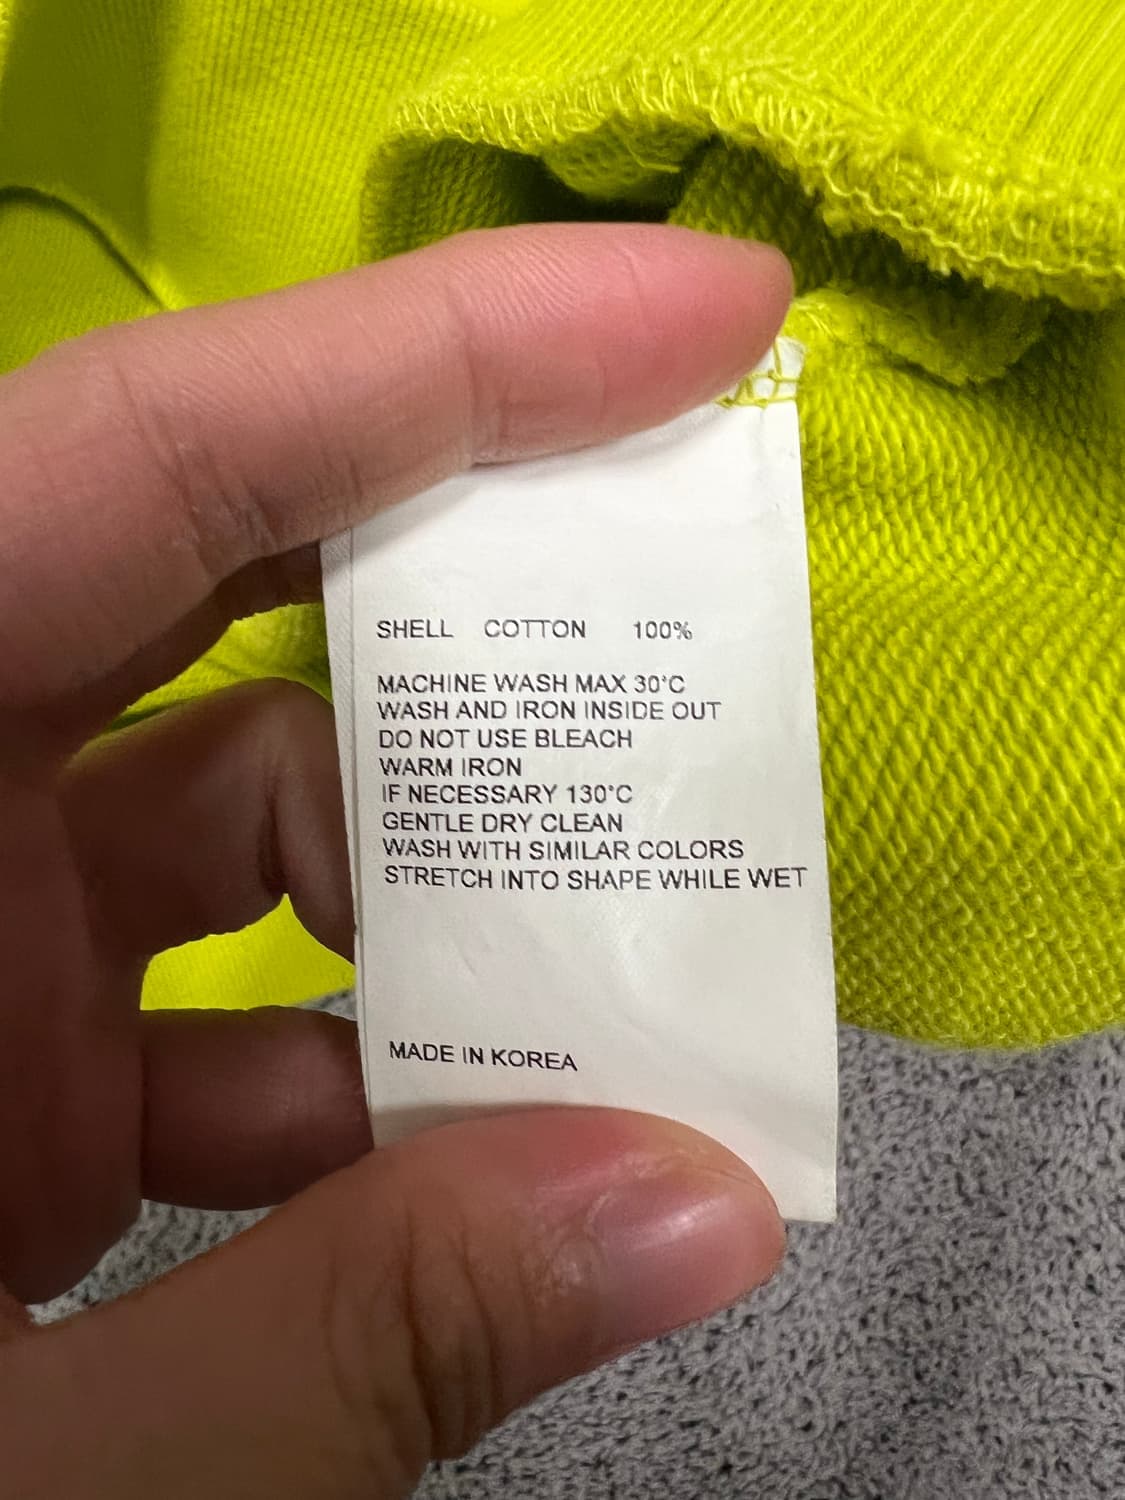 SHELL COTTON 100%
MACHINE WASH MAX 30°C
WASH AND IRON INSIDE OUT
DO NOT USE BLEACH
WARM IRON
IF NECESSARY 130°C
GENTLE DRY CLEAN
WASH WITH SIMILAR COLORS
STRETCH INTO SHAPE WHILE WET
MADE IN KOREA